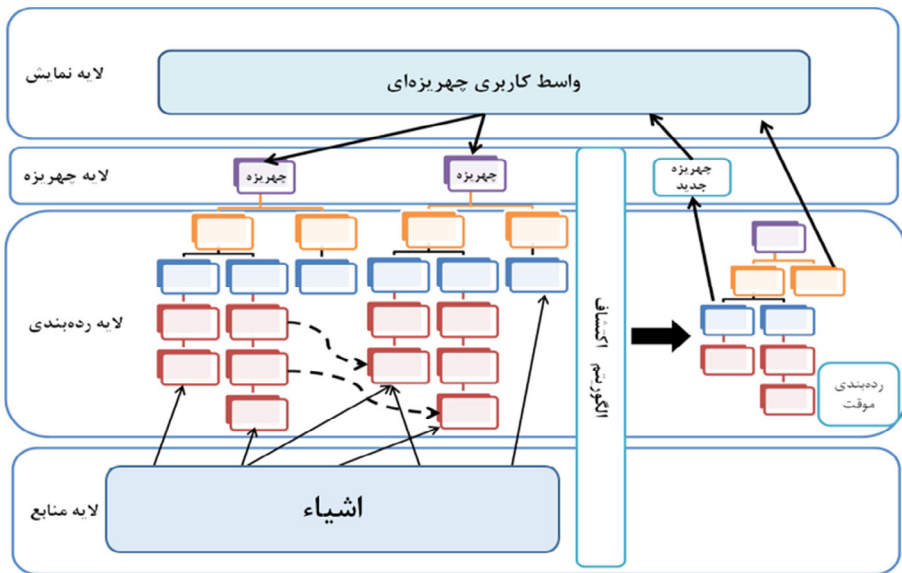 لایه نمایش
واسط کاربری چهریزه‌ای
لایه چهریزه
چهریزه
چهریزه
چهریزه
جدید
لایه رده‌بندی
الگوریتم اکتشاف
رده‌بندی
موقت
لایه منابع
اشیاء